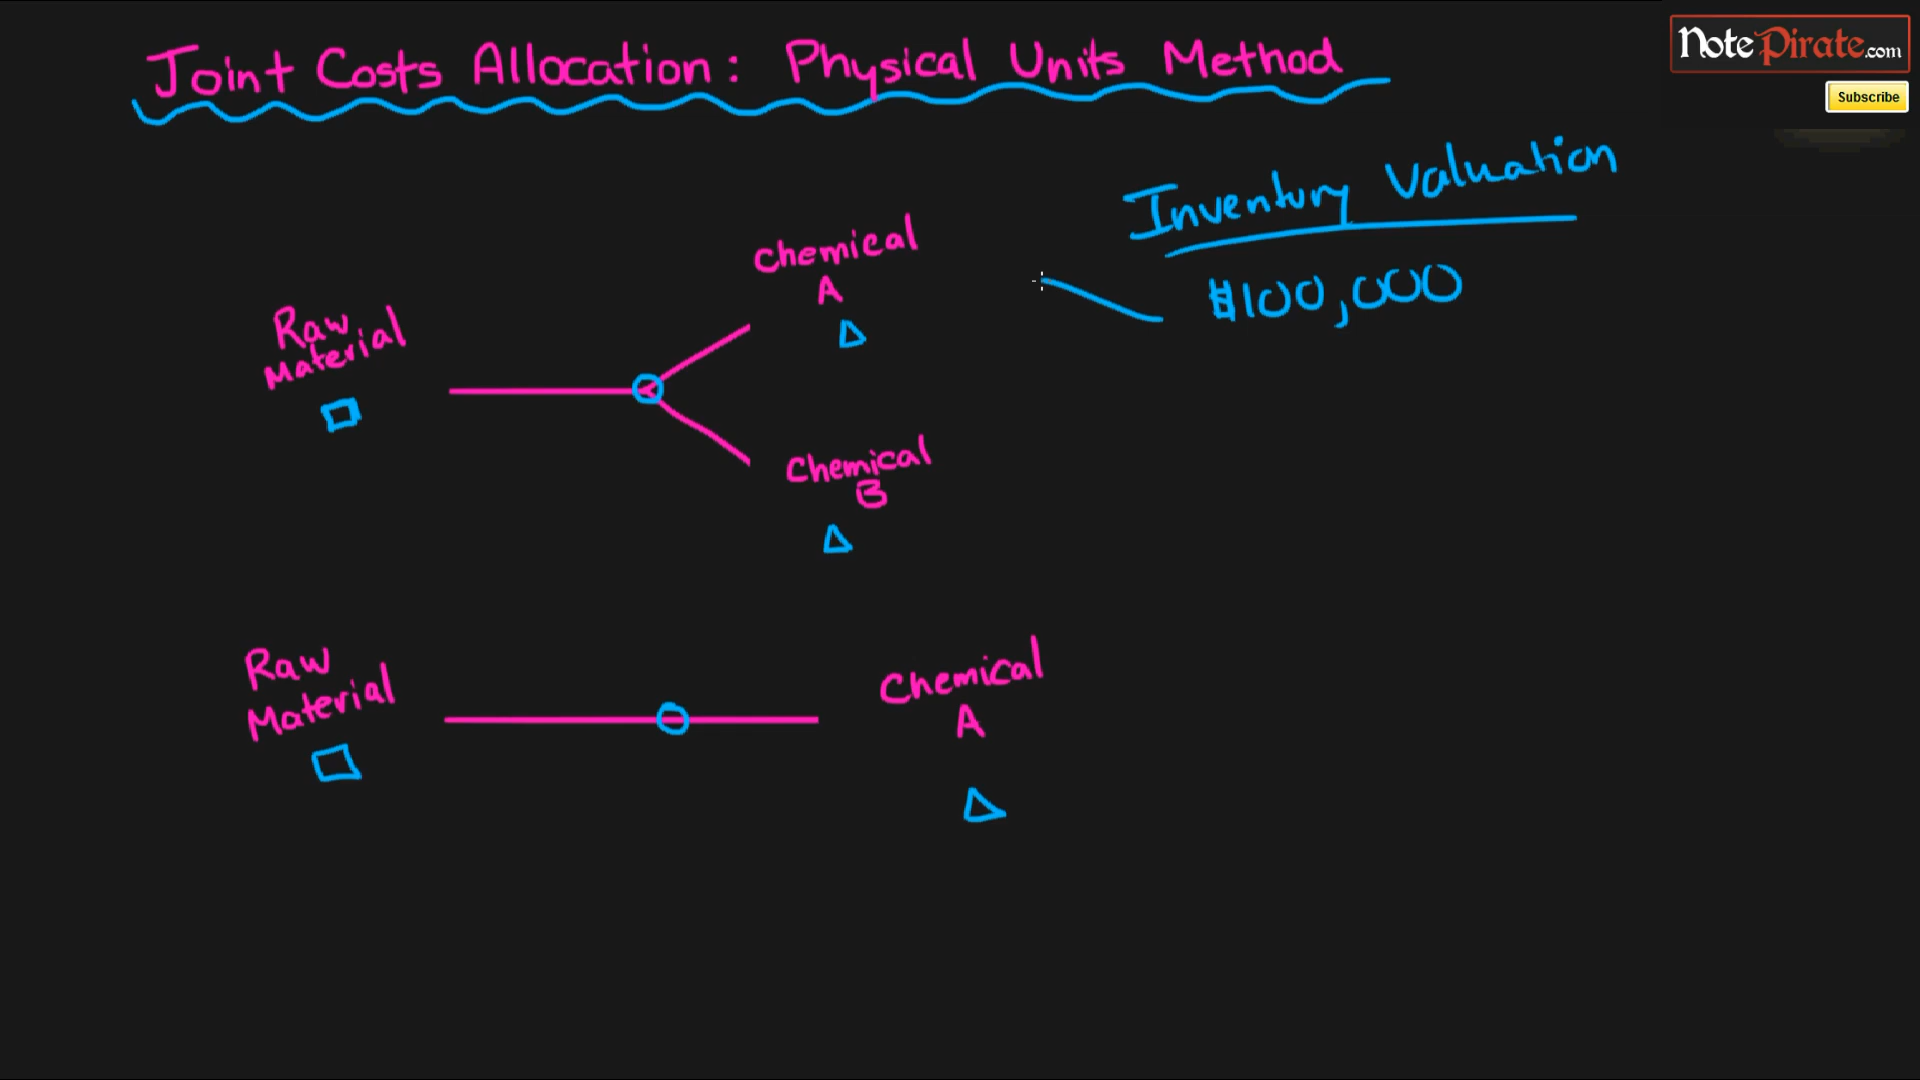 Joint Costs Allocation: Physical Units Method
NotePirate.com
Subscribe
Inventory Valuation
$100,000
Chemical
A
Raw
Material
Chemical
B
Raw
Material
Chemical
A